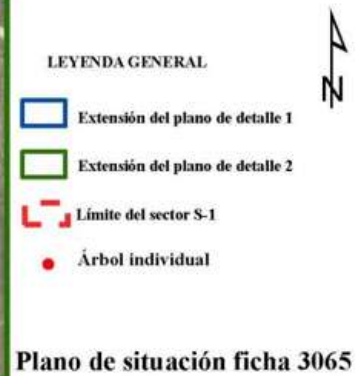 N
LEYENDA GENERAL
Extensión del plano de detalle 1
Extensión del plano de detalle 2
Límite del sector S-1
Árbol individual
Plano de situación ficha 3065